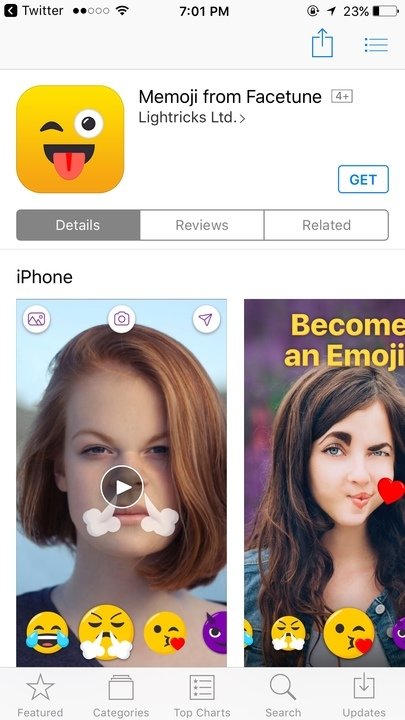 Twitter
7:01 PM
23%
Memoji from Facetune 4+
Lightricks Ltd.
GET
Details Reviews Related
iPhone
Become
an Emoji
Featured Categories Top Charts Search Updates